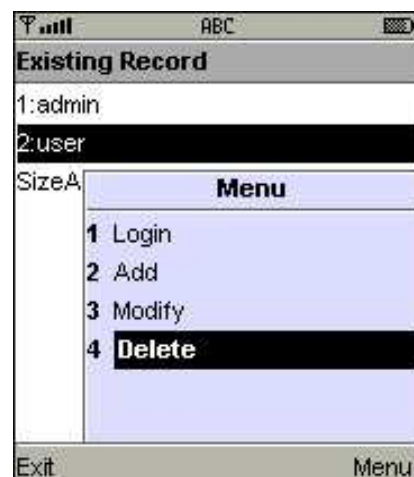 ABC
Existing Record
1:admin
2:user
SizeA
Menu
1 Login
2 Add
3 Modify
4 Delete
Exit Menu